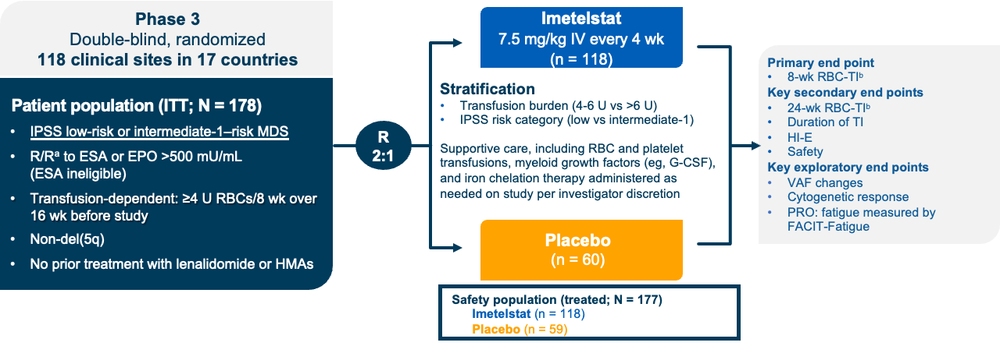 Phase 3
Double-blind, randomized
118 clinical sites in 17 countries
Patient population (ITT; N = 178)
• IPSS low-risk or intermediate-1–risk MDS
• R/Rᵃ to ESA or EPO >500 mU/mL
(ESA ineligible)
• Transfusion-dependent: ≥4 U RBCs/8 wk over
16 wk before study
• Non-del(5q)
• No prior treatment with lenalidomide or HMAs
R
2:1
Imetelstat
7.5 mg/kg IV every 4 wk
(n = 118)
Stratification
• Transfusion burden (4-6 U vs >6 U)
• IPSS risk category (low vs intermediate-1)
Supportive care, including RBC and platelet
transfusions, myeloid growth factors (eg, G-CSF),
and iron chelation therapy administered as
needed on study per investigator discretion
Placebo
(n = 60)
Safety population (treated; N = 177)
Imetelstat (n = 118)
Placebo (n = 59)
Primary end point
• 8-wk RBC-TIᵇ
Key secondary end points
• 24-wk RBC-TIᵇ
• Duration of TI
• HI-E
• Safety
Key exploratory end points
• VAF changes
• Cytogenetic response
• PRO: fatigue measured by
FACIT-Fatigue